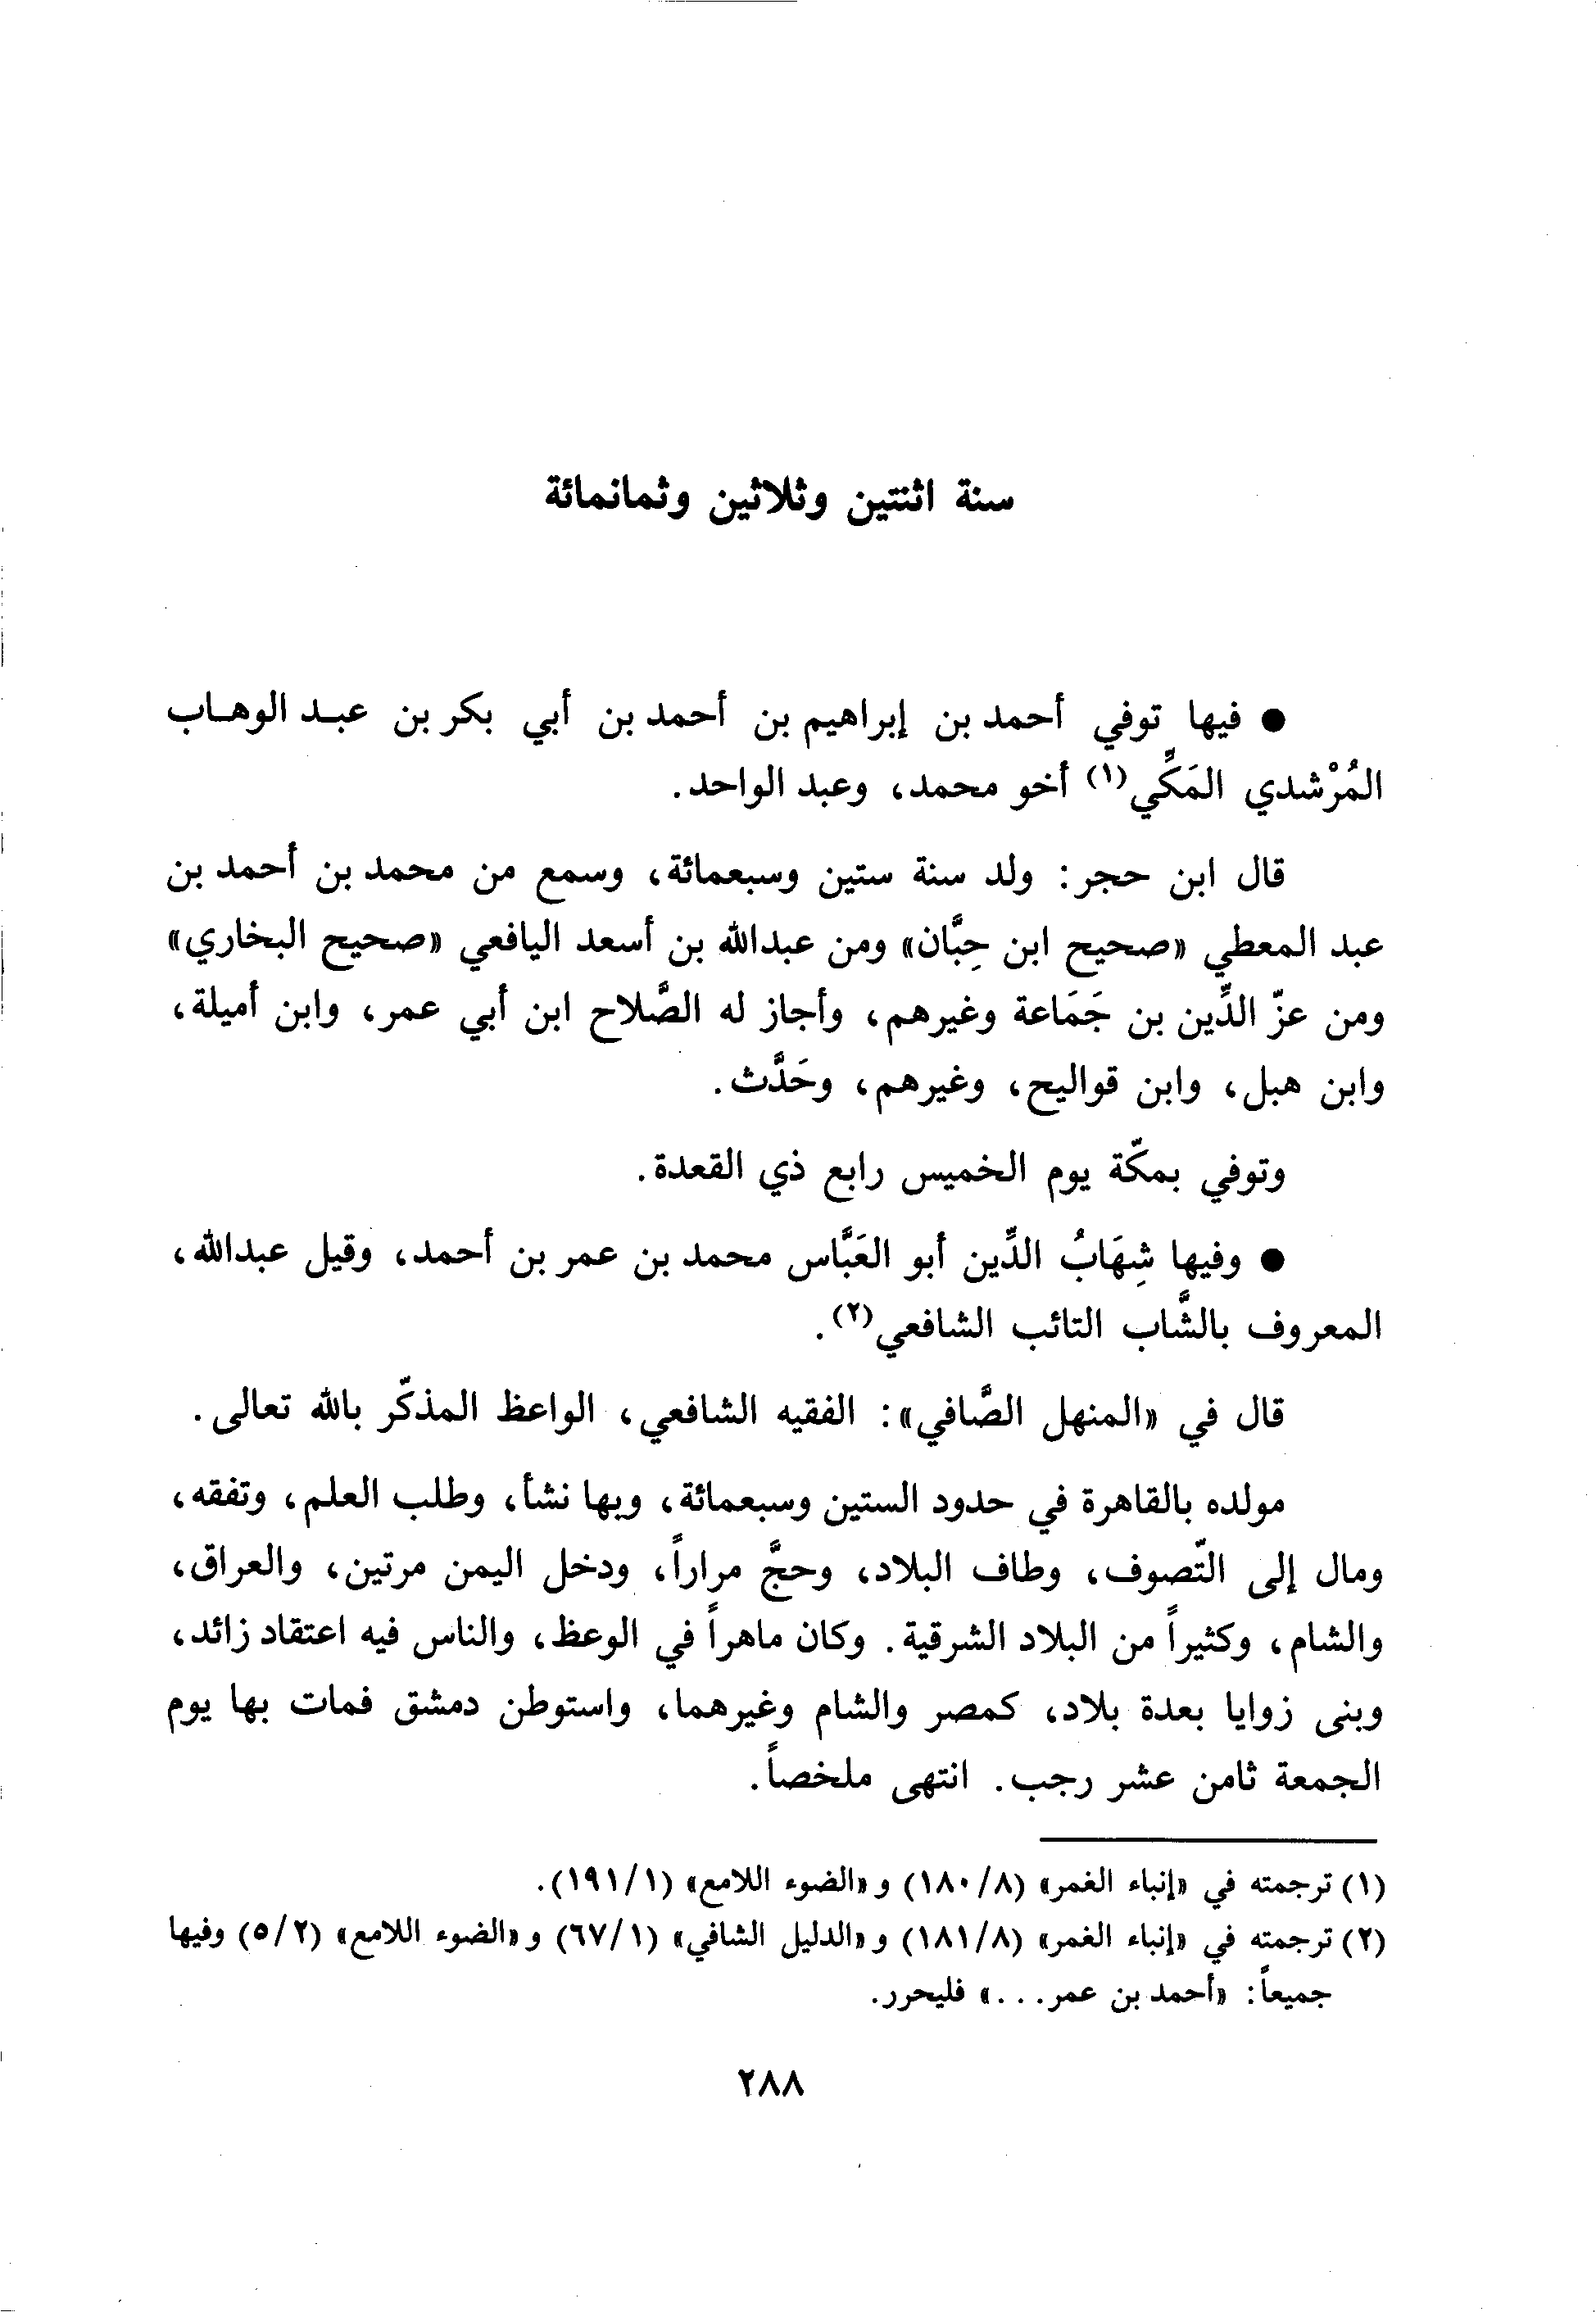 سنة اثنتين وثلاثين وثمانمائة
● فيها توفي أحمد بن إبراهيم بن أحمد بن أبي بكر بن عبـد الوهـاب
المُرْشدي المَكِّي(١) أخو محمد، وعبد الواحد.
قال ابن حجر: ولد سنة ستين وسبعمائة، وسمع من محمد بن أحمد بن
عبد المعطي «صحيح ابن حِبَّان» ومن عبدالله بن أسعد اليافعي «صحيح البخاري»
ومن عزّ الدِّين بن جَمَاعة وغيرهم، وأجاز له الصَّلاح ابن أبي عمر، وابن أميلة،
وابن هبل، وابن قواليح، وغيرهم، وحَدَّث.
وتوفي بمكّة يوم الخميس رابع ذي القعدة.
● وفيها شِهَابُ الدِّين أبو العَبَّاس محمد بن عمر بن أحمد، وقيل عبدالله،
المعروف بالشَّاب التائب الشافعي(٢).
قال في «المنهل الصَّافي»: الفقيه الشافعي، الواعظ المذكّر بالله تعالى.
مولده بالقاهرة في حدود الستين وسبعمائة، وبها نشأ، وطلب العلم، وتفقه،
ومال إلى التّصوف، وطاف البلاد، وحجَّ مراراً، ودخل اليمن مرتين، والعراق،
والشام، وكثيراً من البلاد الشرقية. وكان ماهراً في الوعظ، والناس فيه اعتقاد زائد،
وبنى زوايا بعدة بلاد، كمصر والشام وغيرهما، واستوطن دمشق فمات بها يوم
الجمعة ثامن عشر رجب. انتهى ملخصاً.
(١) ترجمته في «إنباء الغمر» (١٨٠/٨) و«الضوء اللامع» (١٩١/١).
(٢) ترجمته في «إنباء الغمر» (١٨١/٨) و«الدليل الشافي» (٦٧/١) و«الضوء اللامع» (٥/٢) وفيها
جميعاً: «أحمد بن عمر...» فليحرر.
٢٨٨